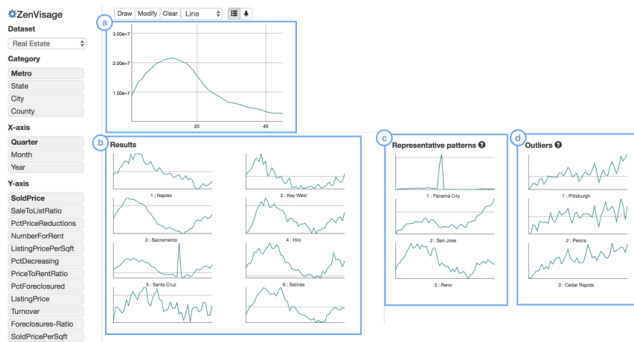 ZenVisage
Dataset
Real Estate
Category
Metro
State
City
County
X-axis
Quarter
Month
Year
Y-axis
SoldPrice
SaleToListRatio
PctPriceReductions
NumberForRent
ListingPricePerSqft
PctDecreasing
PriceToRentRatio
PctForeclosured
ListingPrice
Turnover
Foreclosures-Ratio
SoldPricePerSqft
Draw Modify Clear Line
a
3.00e+7
2.00e+7
1.00e+7
20 40
b
Results
1 : Naples 2 : Key West
3 : Sacramento 4 : Hilo
5 : Santa Cruz 6 : Salinas
c
Representative patterns ?
1 : Panama City
2 : San Jose
3 : Reno
d
Outliers ?
1 : Pittsburgh
2 : Peoria
3 : Cedar Rapids